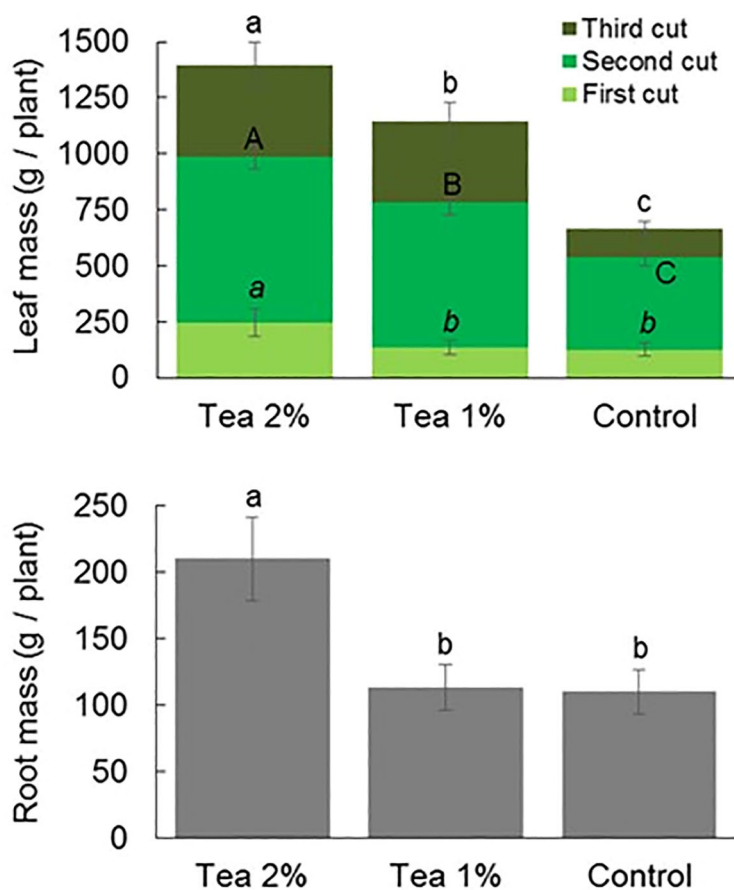 a
Third cut
Second cut
First cut
Leaf mass (g / plant)
1500
1250
1000
750
500
250
0
b
c
A
B
C
a
b
b
Tea 2% Tea 1% Control
Root mass (g / plant)
250
200
150
100
50
0
a
b
b
Tea 2% Tea 1% Control